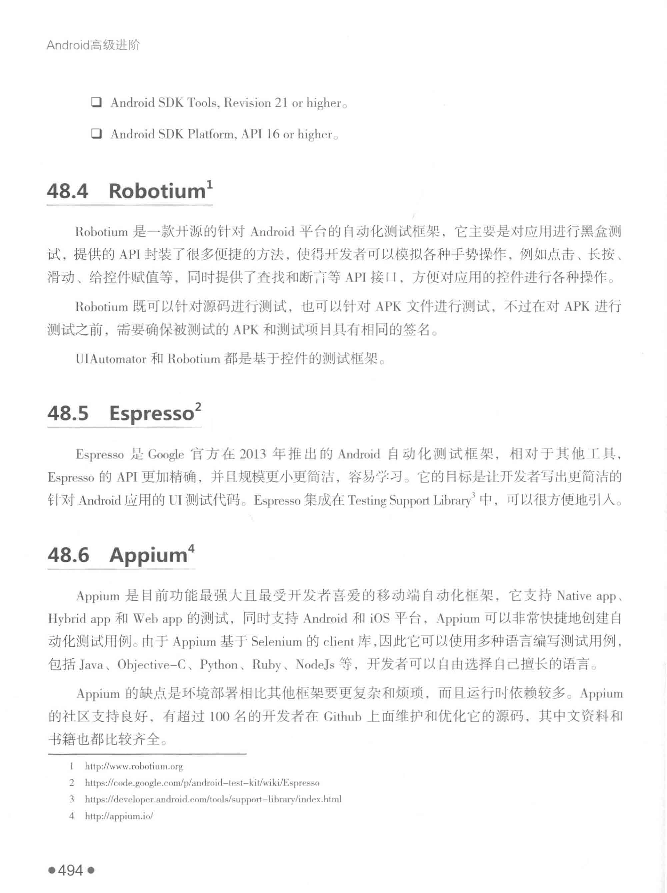 Android高级进阶
❑ Android SDK Tools, Revision 21 or higher。
❑ Android SDK Platform, API 16 or higher。
48.4 Robotium1
Robotium 是一款开源的针对 Android 平台的自动化测试框架，它主要是对应用进行黑盒测
试，提供的 API 封装了很多便捷的方法，使得开发者可以模拟各种手势操作，例如点击、长按、
滑动、给控件赋值等，同时提供了查找和断言等 API 接口，方便对应用的控件进行各种操作。
Robotium 既可以针对源码进行测试，也可以针对 APK 文件进行测试，不过在对 APK 进行
测试之前，需要确保被测试的 APK 和测试项目具有相同的签名。
UIAutomator 和 Robotium 都是基于控件的测试框架。
48.5 Espresso2
Espresso 是 Google 官方在 2013 年推出的 Android 自动化测试框架，相对于其他工具，
Espresso 的 API 更加精确，并且规模更小更简洁，容易学习。它的目标是让开发者写出更简洁的
针对 Android 应用的 UI 测试代码。Espresso 集成在 Testing Support Library3 中，可以很方便地引入。
48.6 Appium4
Appium 是目前功能最强大且最受开发者喜爱的移动端自动化框架，它支持 Native app、
Hybrid app 和 Web app 的测试，同时支持 Android 和 iOS 平台，Appium 可以非常快捷地创建自
动化测试用例。由于 Appium 基于 Selenium 的 client 库，因此它可以使用多种语言编写测试用例，
包括 Java、Objective-C、Python、Ruby、NodeJs 等，开发者可以自由选择自己擅长的语言。
Appium 的缺点是环境部署相比其他框架要更复杂和烦琐，而且运行时依赖较多。Appium
的社区支持良好，有超过 100 名的开发者在 Github 上面维护和优化它的源码，其中文资料和
书籍也都比较齐全。
1 http://www.robotium.org
2 https://code.google.com/p/android-test-kit/wiki/Espresso
3 https://developer.android.com/tools/support-library/index.html
4 http://appium.io/
●494●